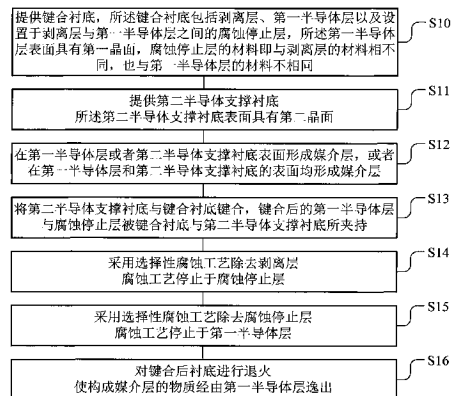 提供键合衬底，所述键合衬底包括剥离层、第一半导体层以及设
置于剥离层与第一半导体层之间的腐蚀停止层，所述第一半导
体层表面具有第一晶面，腐蚀停止层的材料即与剥离层的材料相不
同，也与第一半导体层的材料不相同
S10
提供第二半导体支撑衬底
所述第二半导体支撑衬底表面具有第二晶面
S11
在第一半导体层或者第二半导体支撑衬底表面形成媒介层，或者
在第一半导体层和第二半导体支撑衬底的表面均形成媒介层
S12
将第二半导体支撑衬底与键合衬底键合，键合后的第一半导体层
与腐蚀停止层被键合衬底与第二半导体支撑衬底所夹持
S13
采用选择性腐蚀工艺除去剥离层
腐蚀工艺停止于腐蚀停止层
S14
采用选择性腐蚀工艺除去腐蚀停止层
腐蚀工艺停止于第一半导体层
S15
对键合后衬底进行退火
使构成媒介层的物质经由第一半导体层逸出
S16